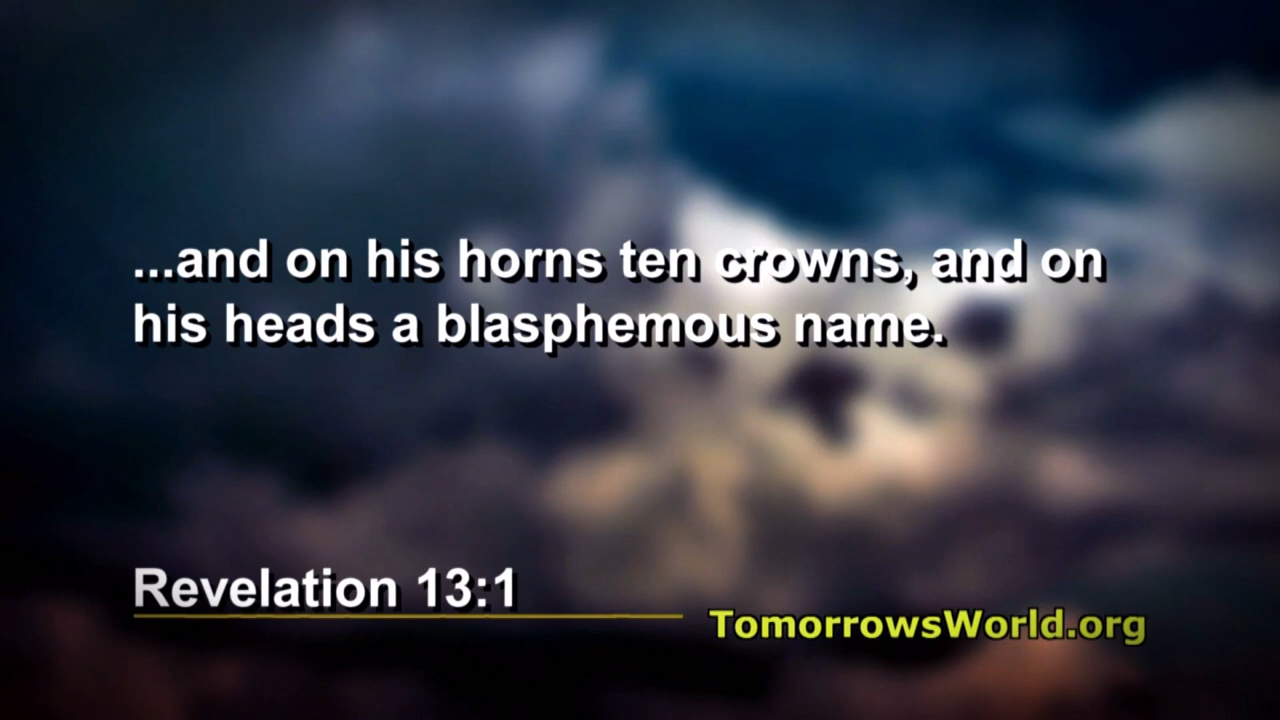 ...and on his horns ten crowns, and on
his heads a blasphemous name.
Revelation 13:1
TomorrowsWorld.org